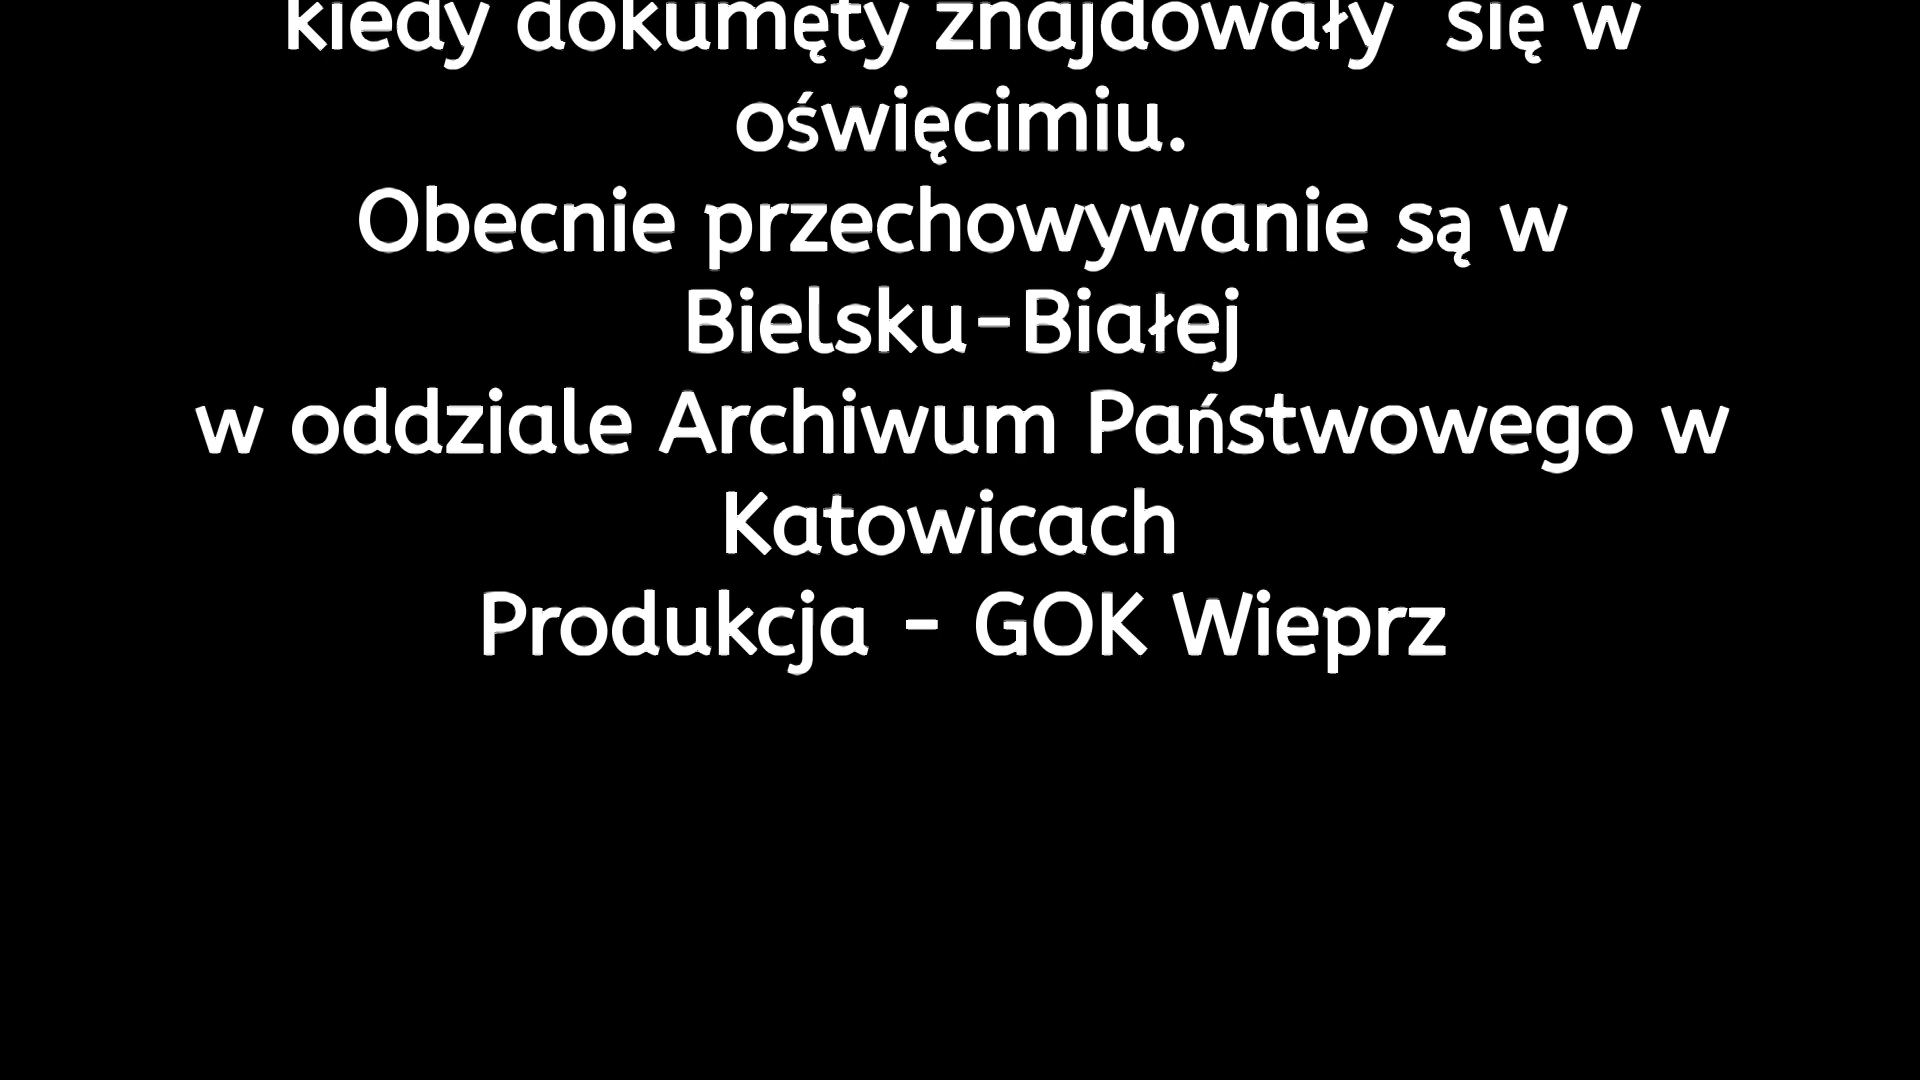 kiedy dokumęty znajdowały  się w
oświęcimiu.
Obecnie przechowywanie są w
Bielsku-Białej
w oddziale Archiwum Państwowego w
Katowicach
Produkcja - GOK Wieprz